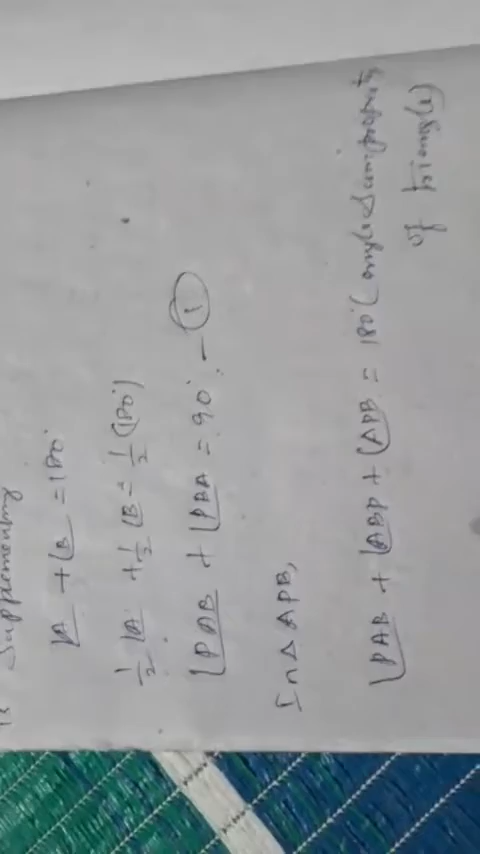 Supplementary
∠A + ∠B = 180°
1/2 ∠A + 1/2 ∠B = 1/2 (180°)
∠PAB + ∠PBA = 90°. — ①
In △ APB,
∠PAB + ∠ABP + ∠APB = 180° (angle sum property
of triangle)